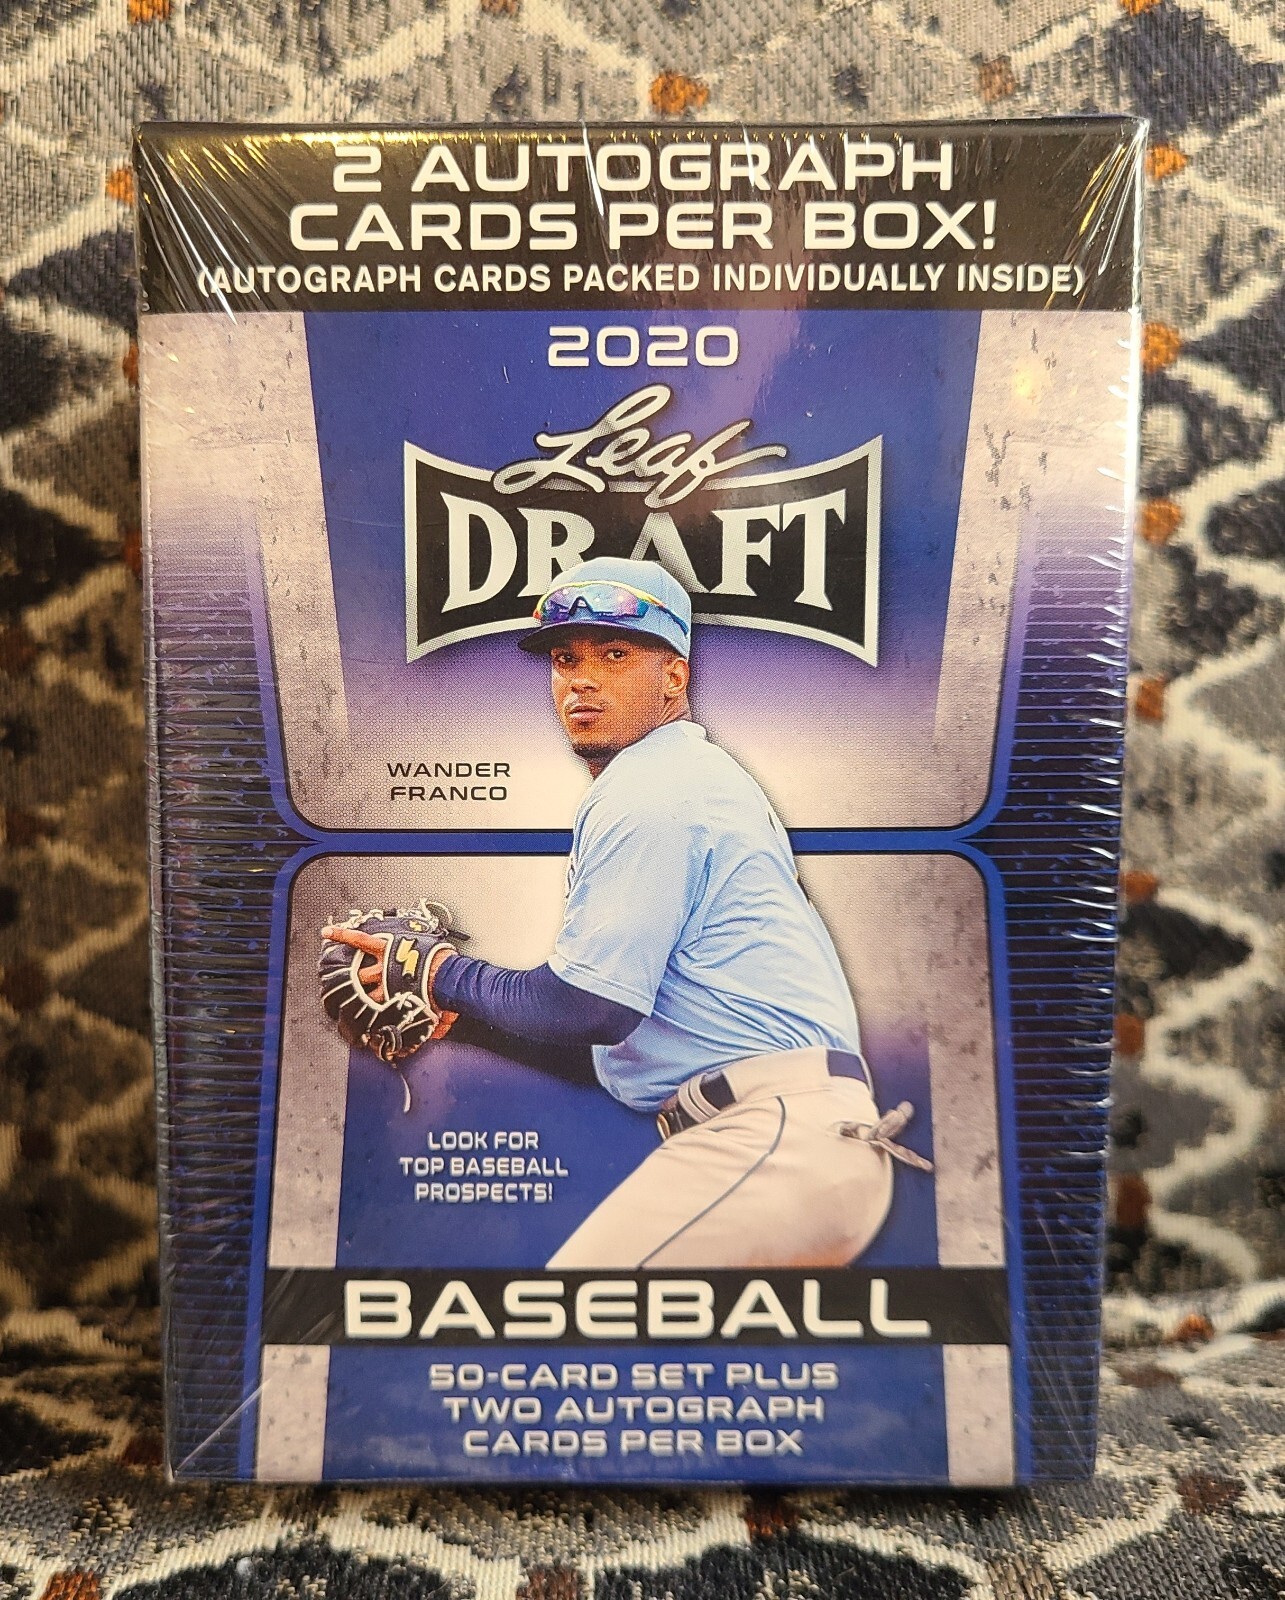 2 AUTOGRAPH
CARDS PER BOX!
(AUTOGRAPH CARDS PACKED INDIVIDUALLY INSIDE)
2020
Leaf
DRAFT
WANDER
FRANCO
LOOK FOR
TOP BASEBALL
PROSPECTS!
BASEBALL
50-CARD SET PLUS
TWO AUTOGRAPH
CARDS PER BOX